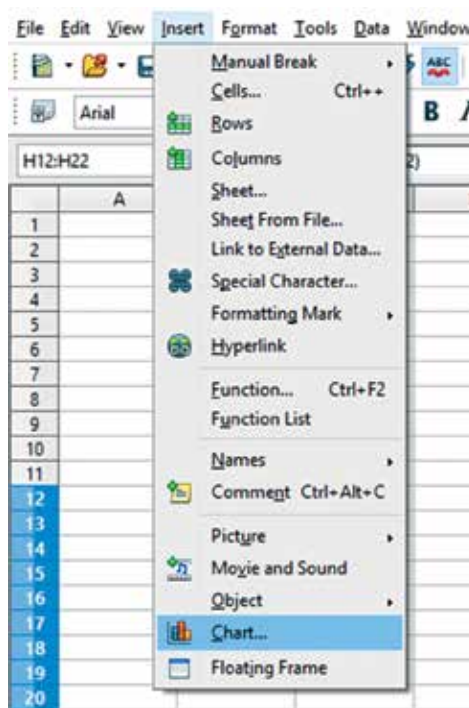 File Edit View Insert Format Tools Data Window
ABC
Arial B
H12:H22 2)
A
Manual Break
Cells... Ctrl++
Rows
Columns
Sheet...
Sheet From File...
Link to External Data...
Special Character...
Formatting Mark
Hyperlink
Function... Ctrl+F2
Function List
Names
Comment Ctrl+Alt+C
Picture
Movie and Sound
Object
Chart...
Floating Frame
1
2
3
4
5
6
7
8
9
10
11
12
13
14
15
16
17
18
19
20